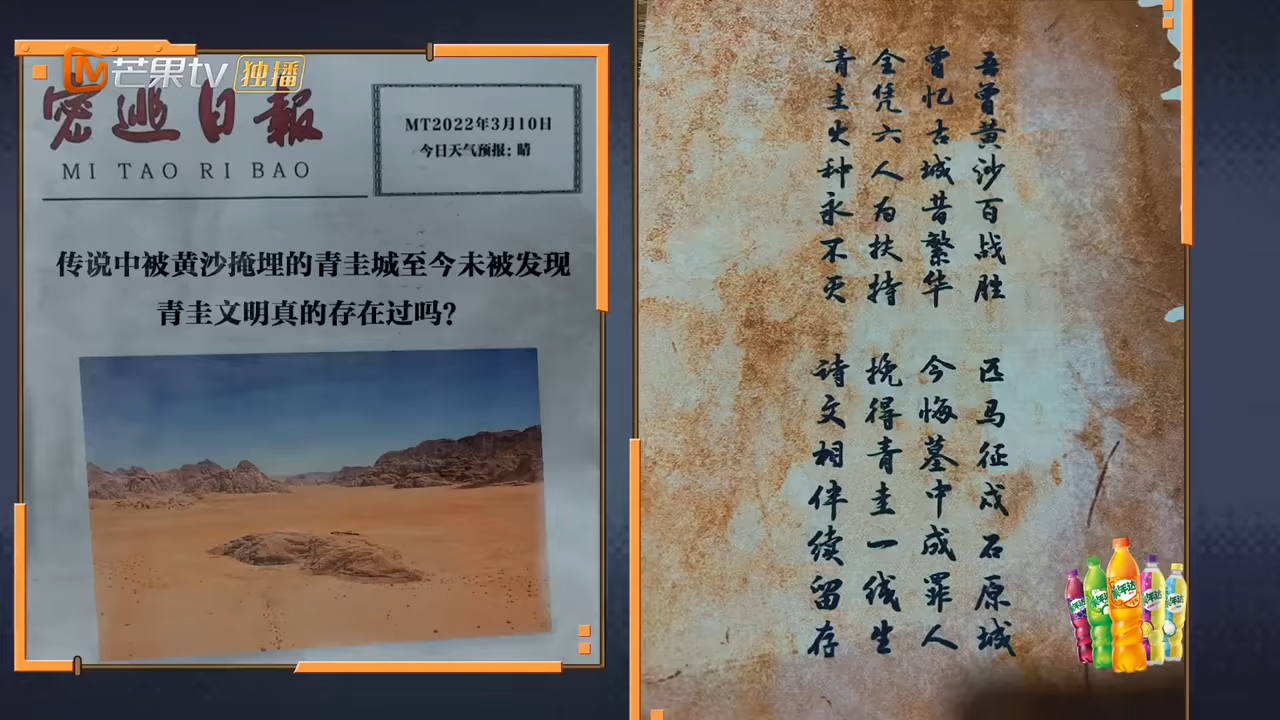 芒果tv 独播
密逃日報
MI TAO RI BAO
MT2022年3月10日
今日天气预报：晴
传说中被黄沙掩埋的青圭城至今未被发现
青圭文明真的存在过吗？
吾曾黄沙百战胜 匹马征戍石原城
曾忆古城昔繁华 今悔墓中成罪人
全凭六人为扶持 挽得青圭一线生
青圭火种永不灭 诗文相伴续留存
美年达